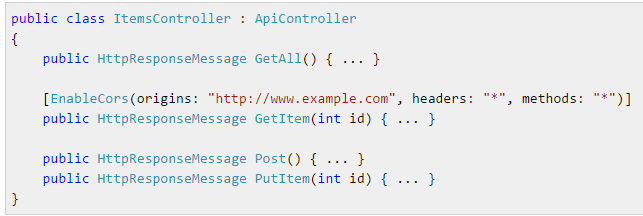 public class ItemsController : ApiController
{
    public HttpResponseMessage GetAll() { ... }
    [EnableCors(origins: "http://www.example.com", headers: "*", methods: "*")]
    public HttpResponseMessage GetItem(int id) { ... }
    public HttpResponseMessage Post() { ... }
    public HttpResponseMessage PutItem(int id) { ... }
}